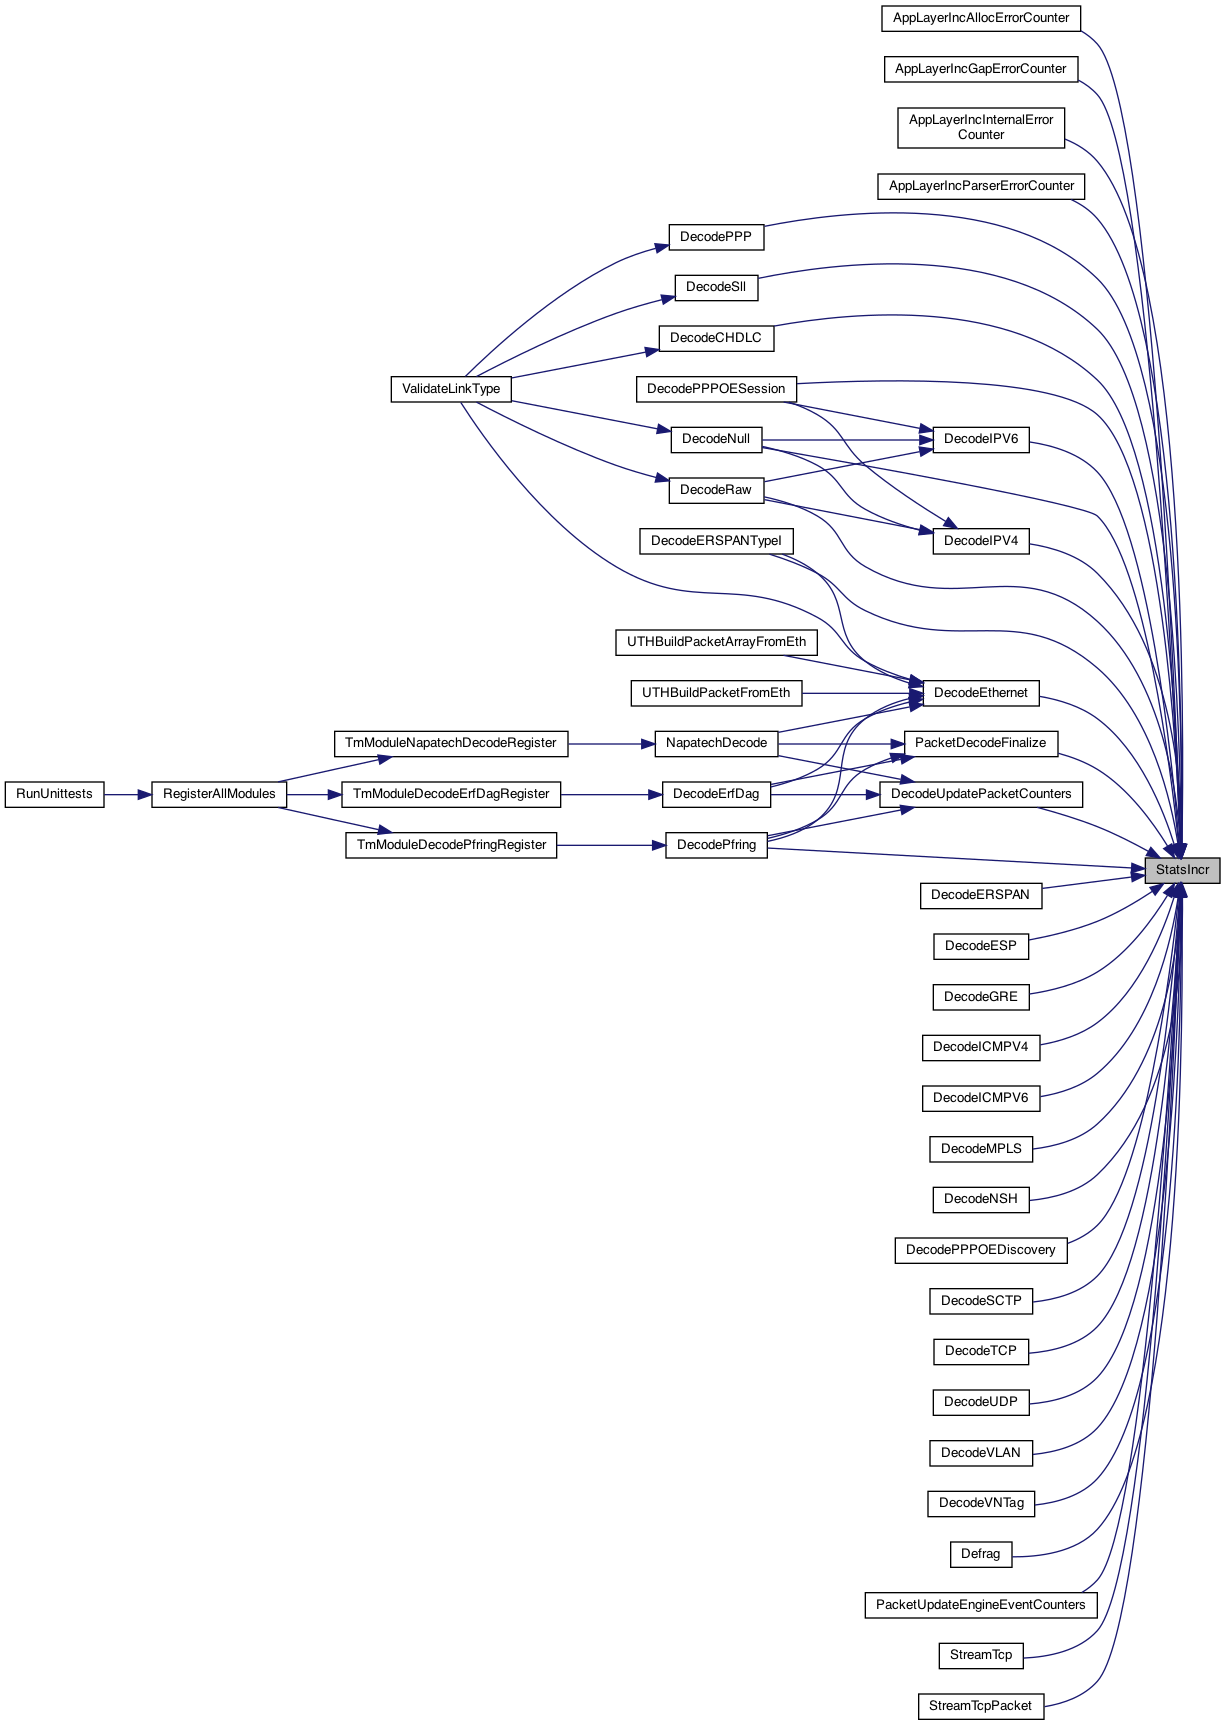 AppLayerIncAllocErrorCounter
AppLayerIncGapErrorCounter
AppLayerIncInternalError
Counter
AppLayerIncParserErrorCounter
DecodePPP
DecodeSll
DecodeCHDLC
ValidateLinkType
DecodePPPOESession
DecodeNull
DecodeIPV6
DecodeRaw
DecodeERSPANTypeI
DecodeIPV4
UTHBuildPacketArrayFromEth
UTHBuildPacketFromEth
DecodeEthernet
TmModuleNapatechDecodeRegister
NapatechDecode
PacketDecodeFinalize
RunUnittests
RegisterAllModules
TmModuleDecodeErfDagRegister
DecodeErfDag
DecodeUpdatePacketCounters
TmModuleDecodePfringRegister
DecodePfring
StatsIncr
DecodeERSPAN
DecodeESP
DecodeGRE
DecodeICMPV4
DecodeICMPV6
DecodeMPLS
DecodeNSH
DecodePPPOEDiscovery
DecodeSCTP
DecodeTCP
DecodeUDP
DecodeVLAN
DecodeVNTag
Defrag
PacketUpdateEngineEventCounters
StreamTcp
StreamTcpPacket